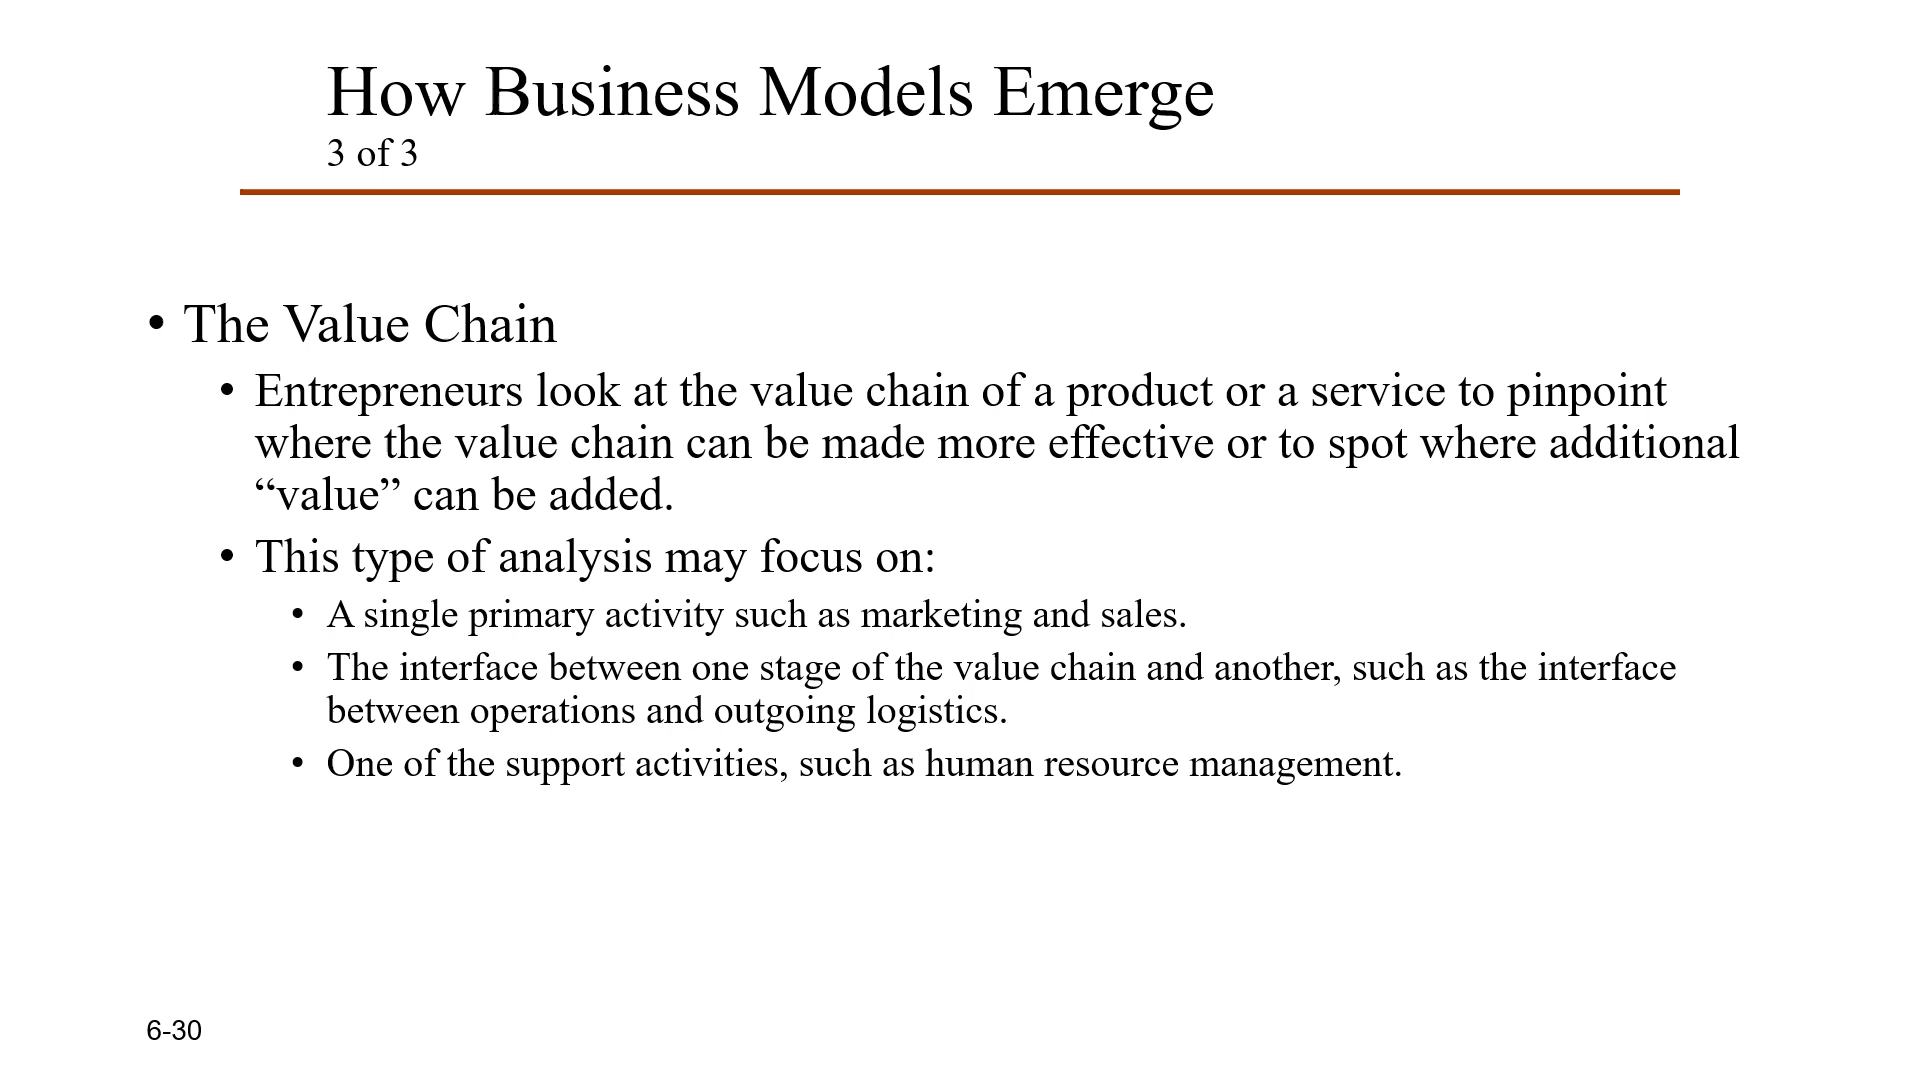 How Business Models Emerge
3 of 3
• The Value Chain
• Entrepreneurs look at the value chain of a product or a service to pinpoint
where the value chain can be made more effective or to spot where additional
“value” can be added.
• This type of analysis may focus on:
• A single primary activity such as marketing and sales.
• The interface between one stage of the value chain and another, such as the interface
between operations and outgoing logistics.
• One of the support activities, such as human resource management.
6-30